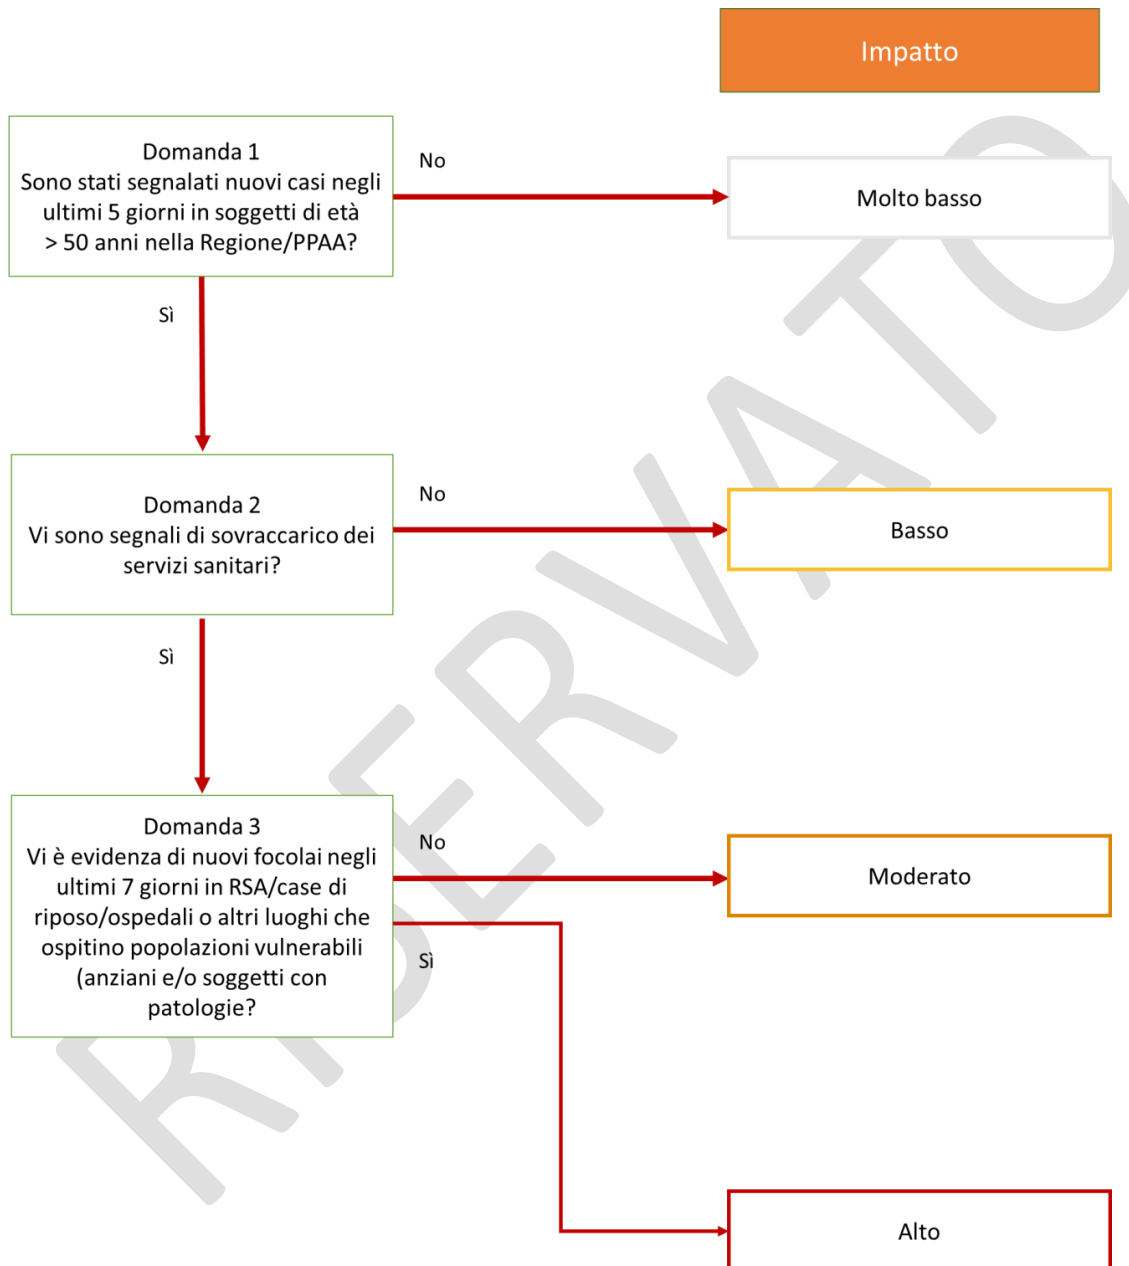 Impatto
Domanda 1
Sono stati segnalati nuovi casi negli
ultimi 5 giorni in soggetti di età
> 50 anni nella Regione/PPAA?
No
Molto basso
Sì
Domanda 2
Vi sono segnali di sovraccarico dei
servizi sanitari?
No
Basso
Sì
Domanda 3
Vi è evidenza di nuovi focolai negli
ultimi 7 giorni in RSA/case di
riposo/ospedali o altri luoghi che
ospitino popolazioni vulnerabili
(anziani e/o soggetti con
patologie?
No
Moderato
Sì
Alto
RISERVATO